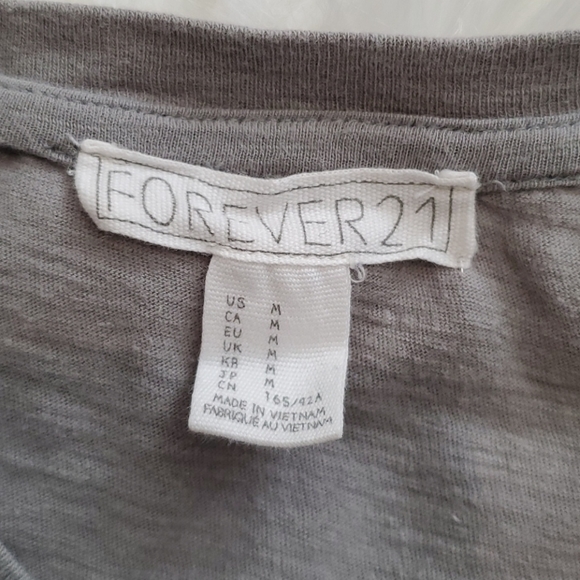 FOREVER21
US M
CA M
EU M
UK M
KR M
JP M
CN 165/92A
MADE IN VIETNAM
FABRIQUÉ AU VIETNAM